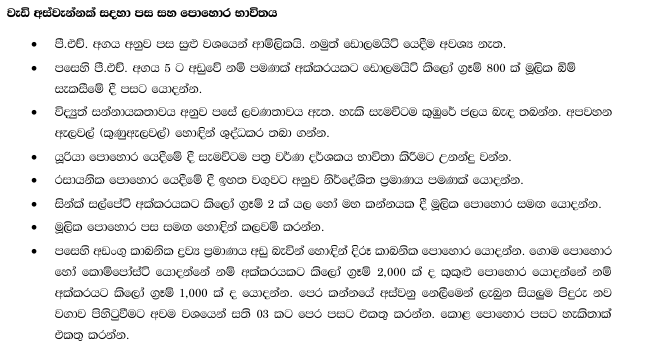 වැඩි අස්වැන්නක් සඳහා පස සහ පොහොර භාවිතය
• පී.එච්. අගය අනුව පස සුළු වශයෙන් ආම්ලිකයි. නමුත් ඩොලමයිට් යෙදීම අවශ්‍ය නැත.
• පසෙහි පී.එච්. අගය 5 ට අඩුවේ නම් පමණක් අක්කරයකට ඩොලමයිට් කිලෝ ග්‍රෑම් 800 ක් මූලික බිම්
සැකසීමේ දී පසට යොදන්න.
• විද්‍යුත් සන්නායකතාවය අනුව පසේ ලවණතාවය ඇත. හැකි සැමවිටම කුඹුරේ ජලය බැඳ තබන්න. අපවහන
ඇලවල් (කුණුඇලවල්) හොඳින් ශුද්ධකර තබා ගන්න.
• යූරියා පොහොර යෙදීමේ දී සැමවිටම පත්‍ර වර්ණ දර්ශකය භාවිතා කිරීමට උනන්දු වන්න.
• රසායනික පොහොර යෙදීමේ දී ඉහත වගුවට අනුව නිර්දේශිත ප්‍රමාණය පමණක් යොදන්න.
• සින්ක් සල්පේට් අක්කරයකට කිලෝ ග්‍රෑම් 2 ක් යල හෝ මහ කන්නයක දී මූලික පොහොර සමඟ යොදන්න.
• මූලික පොහොර පස සමඟ හොඳින් කලවම් කරන්න.
• පසෙහි අඩංගු කාබනික ද්‍රව්‍ය ප්‍රමාණය අඩු බැවින් හොඳින් දිරූ කාබනික පොහොර යොදන්න. ගොම පොහොර
හෝ කොම්පෝස්ට් යොදන්නේ නම් අක්කරයකට කිලෝ ග්‍රෑම් 2,000 ක් ද කුකුළු පොහොර යොදන්නේ නම්
අක්කරයට කිලෝ ග්‍රෑම් 1,000 ක් ද යොදන්න. පෙර කන්නයේ අස්වනු නෙලීමෙන් ලැබුන සියලුම පිදුරු නව
වගාව පිහිටුවීමට අවම වශයෙන් සති 03 කට පෙර පසට එකතු කරන්න. කොළ පොහොර පසට හැකිතාක්
එකතු කරන්න.